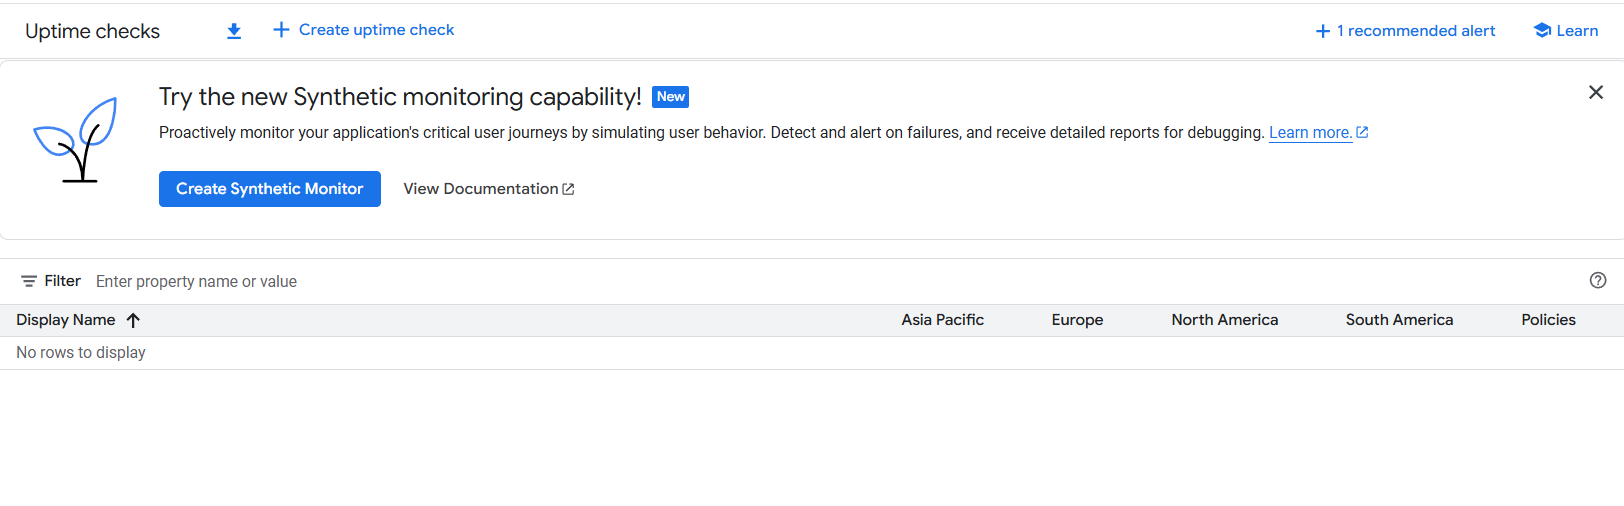 Uptime checks Create uptime check 1 recommended alert Learn
Try the new Synthetic monitoring capability! New
Proactively monitor your application's critical user journeys by simulating user behavior. Detect and alert on failures, and receive detailed reports for debugging. Learn more.
Create Synthetic Monitor View Documentation
Filter Enter property name or value
Display Name Asia Pacific Europe North America South America Policies
No rows to display